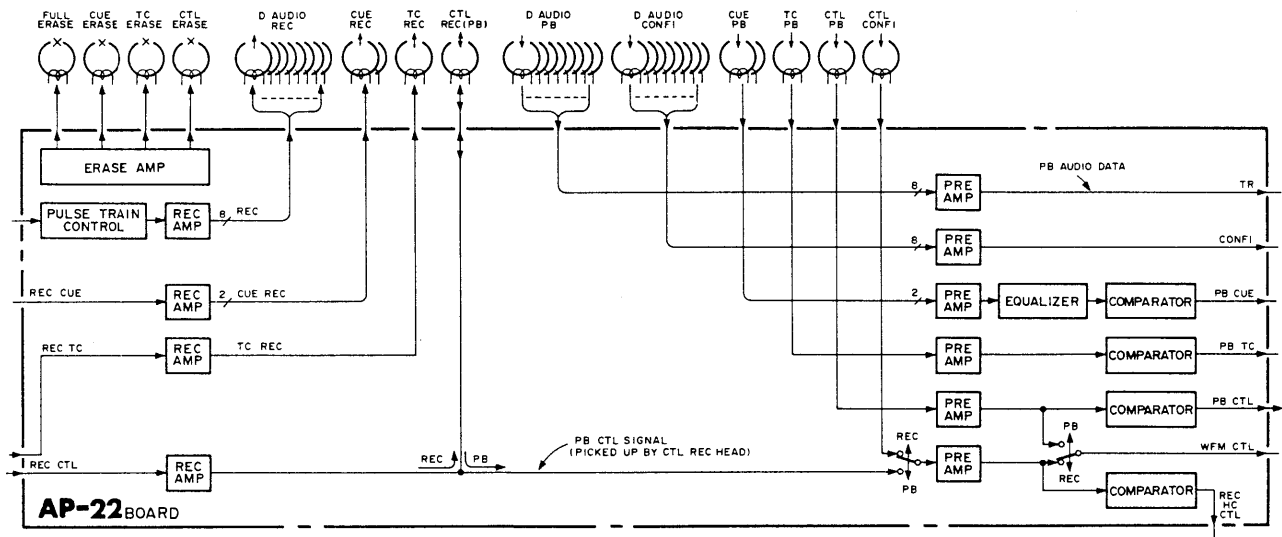 FULL ERASE
CUE ERASE
TC ERASE
CTL ERASE
D AUDIO REC
CUE REC
TC REC
CTL REC(PB)
D AUDIO PB
D AUDIO CONFI
CUE PB
TC PB
CTL PB
CTL CONFI
ERASE AMP
PULSE TRAIN CONTROL
REC AMP
8
REC
REC CUE
REC AMP
2
CUE REC
REC TC
REC AMP
TC REC
REC CTL
REC AMP
REC
PB
PB CTL SIGNAL
(PICKED UP BY CTL REC HEAD)
8
PRE AMP
PB AUDIO DATA
TR
8
PRE AMP
CONFI
2
PRE AMP
EQUALIZER
COMPARATOR
PB CUE
PRE AMP
COMPARATOR
PB TC
PRE AMP
COMPARATOR
PB CTL
REC
PB
PRE AMP
PB
REC
WFM CTL
COMPARATOR
REC HC CTL
AP-22 BOARD